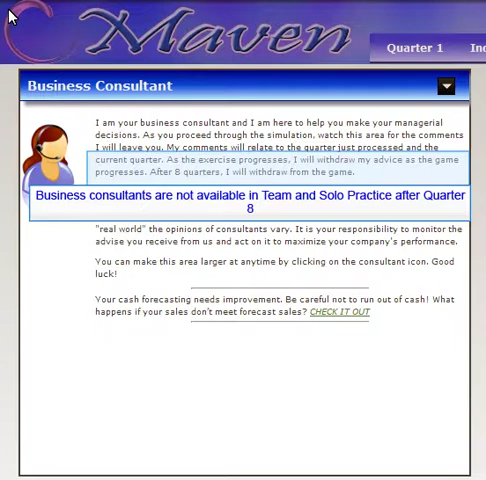 Maven
Quarter 1
Business Consultant
I am your business consultant and I am here to help you make your managerial
decisions. As you proceed through the simulation, watch this area for the comments
I will leave you. My comments will relate to the quarter just processed and the
current quarter. As the exercise progresses, I will withdraw my advice as the game
progresses. After 8 quarters, I will withdraw from the game.
Business consultants are not available in Team and Solo Practice after Quarter
8
"real world" the opinions of consultants vary. It is your responsibility to monitor the
advise you receive from us and act on it to maximize your company's performance.
You can make this area larger at anytime by clicking on the consultant icon. Good
luck!
Your cash forecasting needs improvement. Be careful not to run out of cash! What
happens if your sales don't meet forecast sales? CHECK IT OUT